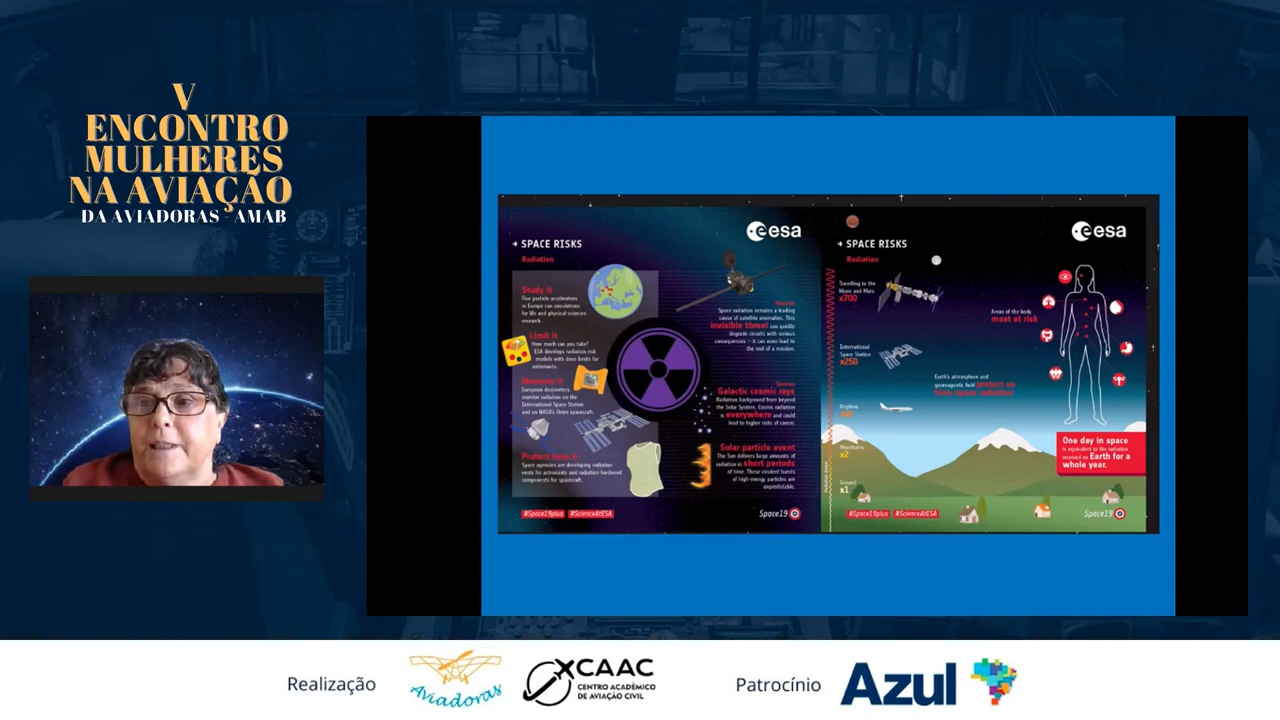 V
ENCONTRO
MULHERES
NA AVIAÇÃO
DA AVIADORAS - AMAB
esa
→ SPACE RISKS
Radiation
Study it
Five particle accelerators
in Europe run simulations
for life and physical sciences
research.
Limit it
How much can you take?
ESA develops radiation risk
models with dose limits for
astronauts.
Measure it
European dosimeters
monitor radiation on the
International Space Station
and on NASA's Orion spacecraft.
Protect from it
Space agencies are developing radiation
vests for astronauts and radiation-hardened
components for spacecraft.
Space radiation remains a leading
cause of satellite anomalies. This
invisible threat can quickly
degrade circuits with serious
consequences – it can even lead to
the end of a mission.
Galactic cosmic rays
Radiation background from beyond
the Solar System. Cosmic radiation
is everywhere and could
lead to higher risks of cancer.
Solar particle event
The Sun delivers large amounts of
radiation in short periods
of time. These violent bursts
of high-energy particles are
unpredictable.
#Space19plus #ScienceAtESA
Space19
esa
→ SPACE RISKS
Radiation
Travelling to the
Moon and Mars
x700
Areas of the body
most at risk
International
Space Station
x250
Earth's atmosphere and
geomagnetic field protect us
from space radiation
Airplane
Mountains
x2
One day in space
is equivalent to the radiation
received on Earth for a
whole year.
Ground
x1
#Space19plus #ScienceAtESA
Space19
Realização
Aviadoras
CAAC
CENTRO ACADÊMICO
DE AVIAÇÃO CIVIL
Patrocínio
Azul